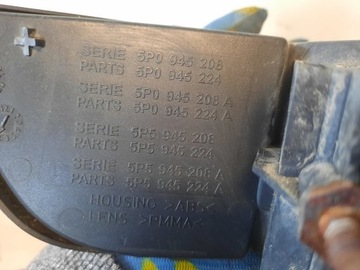 SERIE 5P0 945 208
PARTS 5P0 945 224
SERIE 5P0 945 208 A
PARTS 5P0 945 224 A
SERIE 5P5 945 208
PARTS 5P5 945 224
SERIE 5P5 945 208 A
PARTS 5P5 945 224 A
HOUSING >ABS<
LENS >PMMA<